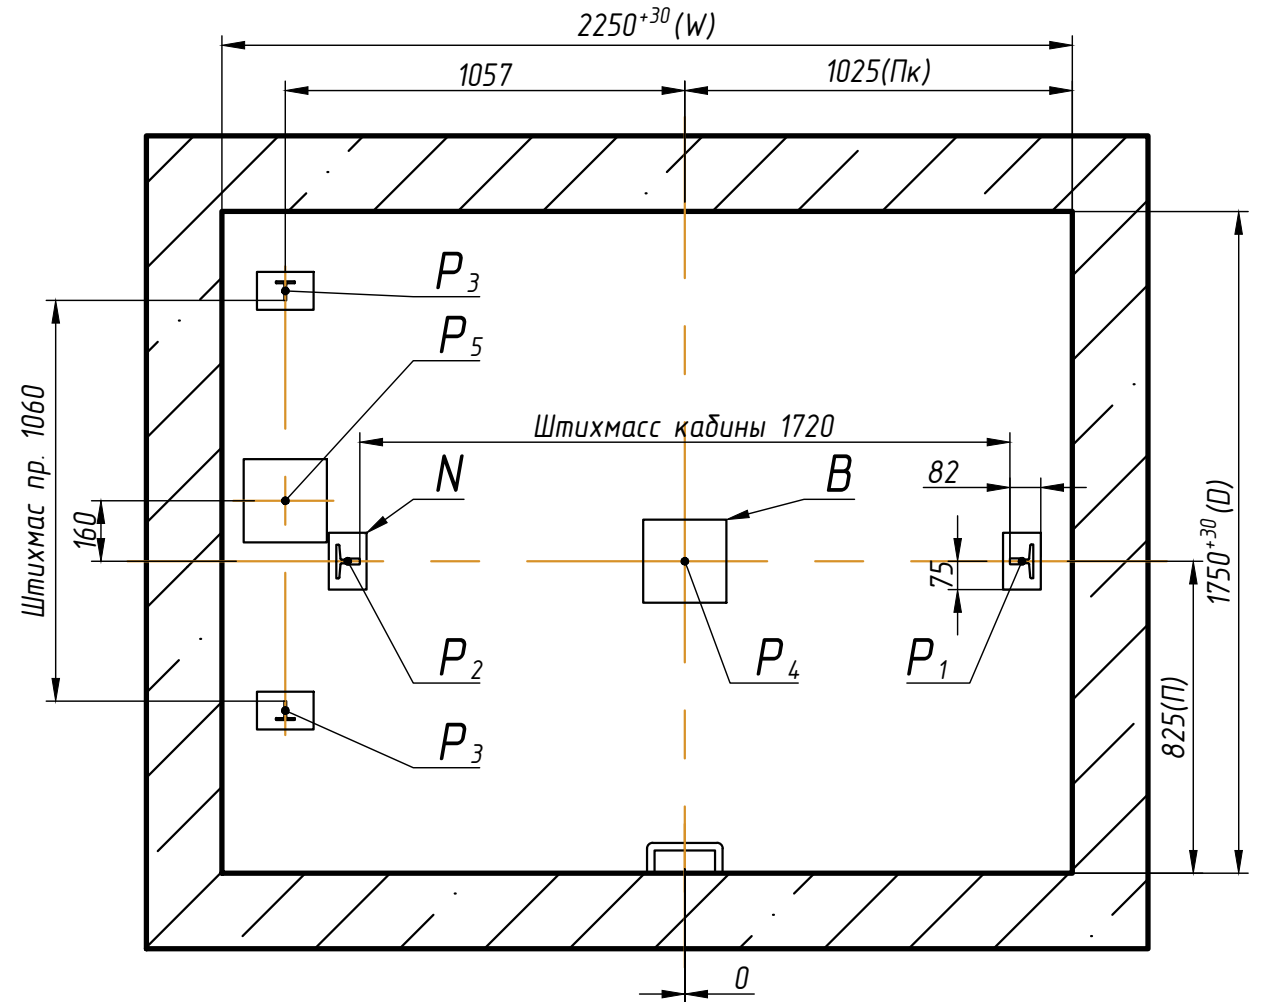 2250⁺³⁰(W)
1057
1025(Пк)
P₃
P₅
Штихмасс кабины 1720
N
B
82
Штихмас пр. 1060
160
75
1750⁺³⁰(D)
P₂
P₄
P₁
825(П)
P₃
0